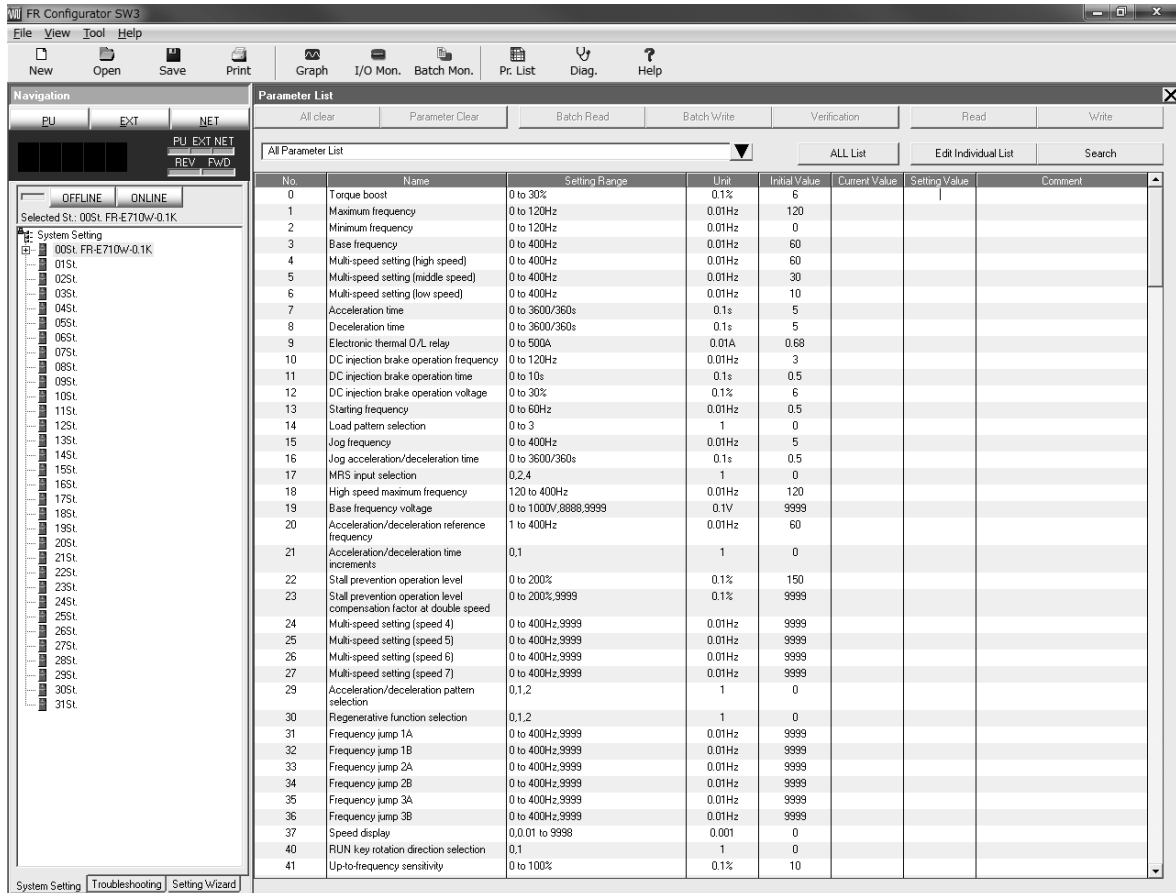 FR Configurator SW3
File View Tool Help
New Open Save Print Graph I/O Mon. Batch Mon. Pr. List Diag. Help
Navigation
PU EXT NET
PU EXT NET
REV FWD
OFFLINE ONLINE
Selected St.: 00St. FR-E710W-0.1K
System Setting
00St. FR-E710W-0.1K
01St.
02St.
03St.
04St.
05St.
06St.
07St.
08St.
09St.
10St.
11St.
12St.
13St.
14St.
15St.
16St.
17St.
18St.
19St.
20St.
21St.
22St.
23St.
24St.
25St.
26St.
27St.
28St.
29St.
30St.
31St.
System Setting Troubleshooting Setting Wizard
Parameter List
All clear Parameter Clear Batch Read Batch Write Verification Read Write
All Parameter List ALL List Edit Individual List Search
No. Name Setting Range Unit Initial Value Current Value Setting Value Comment
0 Torque boost 0 to 30% 0.1% 6
1 Maximum frequency 0 to 120Hz 0.01Hz 120
2 Minimum frequency 0 to 120Hz 0.01Hz 0
3 Base frequency 0 to 400Hz 0.01Hz 60
4 Multi-speed setting (high speed) 0 to 400Hz 0.01Hz 60
5 Multi-speed setting (middle speed) 0 to 400Hz 0.01Hz 30
6 Multi-speed setting (low speed) 0 to 400Hz 0.01Hz 10
7 Acceleration time 0 to 3600/360s 0.1s 5
8 Deceleration time 0 to 3600/360s 0.1s 5
9 Electronic thermal O/L relay 0 to 500A 0.01A 0.68
10 DC injection brake operation frequency 0 to 120Hz 0.01Hz 3
11 DC injection brake operation time 0 to 10s 0.1s 0.5
12 DC injection brake operation voltage 0 to 30% 0.1% 6
13 Starting frequency 0 to 60Hz 0.01Hz 0.5
14 Load pattern selection 0 to 3 1 0
15 Jog frequency 0 to 400Hz 0.01Hz 5
16 Jog acceleration/deceleration time 0 to 3600/360s 0.1s 0.5
17 MRS input selection 0,2,4 1 0
18 High speed maximum frequency 120 to 400Hz 0.01Hz 120
19 Base frequency voltage 0 to 1000V,8888,9999 0.1V 9999
20 Acceleration/deceleration reference 1 to 400Hz 0.01Hz 60
frequency
21 Acceleration/deceleration time 0,1 1 0
increments
22 Stall prevention operation level 0 to 200% 0.1% 150
23 Stall prevention operation level 0 to 200%,9999 0.1% 9999
compensation factor at double speed
24 Multi-speed setting (speed 4) 0 to 400Hz,9999 0.01Hz 9999
25 Multi-speed setting (speed 5) 0 to 400Hz,9999 0.01Hz 9999
26 Multi-speed setting (speed 6) 0 to 400Hz,9999 0.01Hz 9999
27 Multi-speed setting (speed 7) 0 to 400Hz,9999 0.01Hz 9999
29 Acceleration/deceleration pattern 0,1,2 1 0
selection
30 Regenerative function selection 0,1,2 1 0
31 Frequency jump 1A 0 to 400Hz,9999 0.01Hz 9999
32 Frequency jump 1B 0 to 400Hz,9999 0.01Hz 9999
33 Frequency jump 2A 0 to 400Hz,9999 0.01Hz 9999
34 Frequency jump 2B 0 to 400Hz,9999 0.01Hz 9999
35 Frequency jump 3A 0 to 400Hz,9999 0.01Hz 9999
36 Frequency jump 3B 0 to 400Hz,9999 0.01Hz 9999
37 Speed display 0,0.01 to 9998 0.001 0
40 RUN key rotation direction selection 0,1 1 0
41 Up-to-frequency sensitivity 0 to 100% 0.1% 10